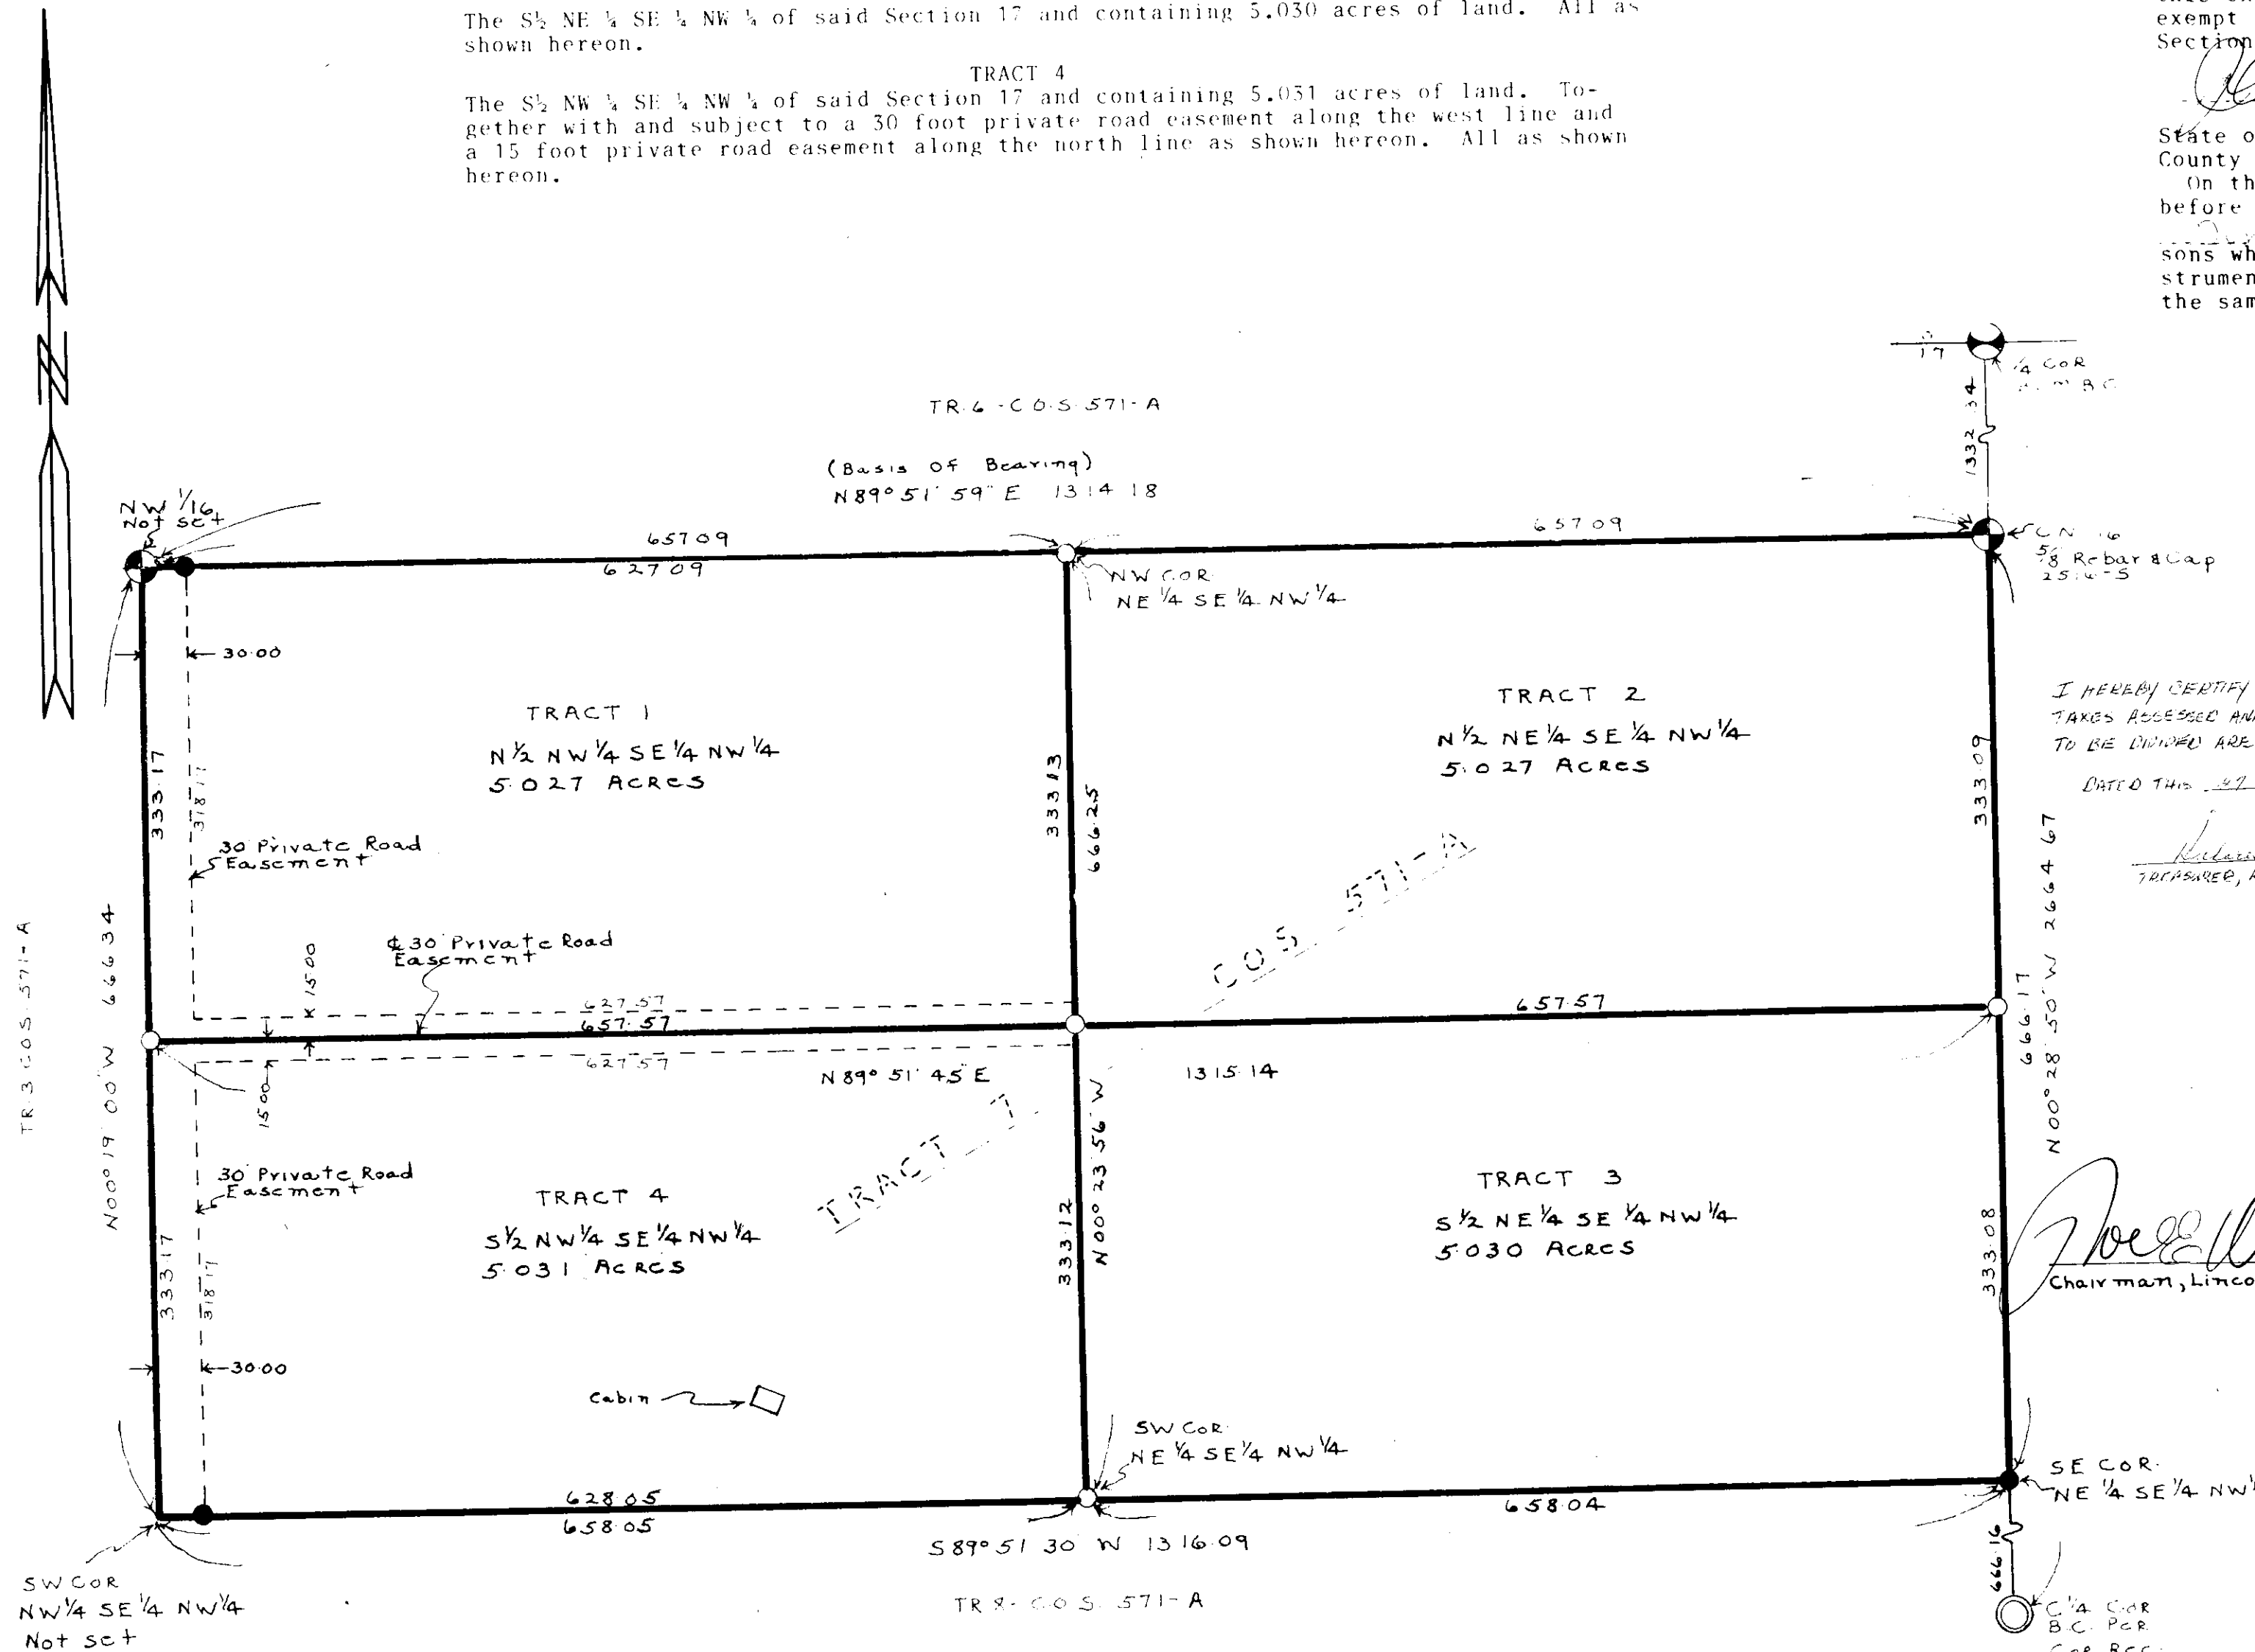 The S½ NE ¼ SE ¼ NW ¼ of said Section 17 and containing 5.030 acres of land. All as
shown hereon.
TRACT 4
The S½ NW ¼ SE ¼ NW ¼ of said Section 17 and containing 5.031 acres of land. To-
gether with and subject to a 30 foot private road easement along the west line and
a 15 foot private road easement along the north line as shown hereon. All as shown
hereon.
exempt
Section
State o
County
On th
before
sons wh
strumen
the sam
N
17
¼ COR
1332.34
TR.6-C.O.S. 571-A
(Basis OF Bearing)
N89°51'59"E 1314.18
NW 1/16
Not set
657.09
627.09
657.09
CN 16
5/8 Rebar & Cap
NW COR.
NE ¼ SE ¼ NW ¼
30.00
TRACT 1
N½ NW¼ SE¼ NW¼
5.027 ACRES
TRACT 2
N½ NE¼ SE¼ NW¼
5.027 ACRES
I HEREBY CERTIFY
TAXES ASSESSED AN
TO BE DIVIDED ARE
DATED THIS
TREASURER,
333.17
318.17
333.13
666.25
333.09
30' Private Road
Easement
COS 571-A
N00°28'50"W 2664.67
666.17
TR.3 C.O.S. 571-A
N00°19'00"W 666.34
15.00
℄ 30' Private Road
Easement
627.57
657.57
657.57
627.57
15.00
N89°51'45"E
1315.14
TRACT 7
30' Private Road
Easement
TRACT 4
S½ NW¼ SE¼ NW¼
5.031 ACRES
TRACT 3
S½ NE¼ SE¼ NW¼
5.030 ACRES
333.17
318.17
333.12
N00°23'56"W
333.08
Chairman, Linco
30.00
Cabin
SW COR.
NE ¼ SE¼ NW¼
SE COR.
NE ¼ SE¼ NW¼
628.05
658.05
658.04
S89°51'30"W 1316.09
666.16
SW COR
NW¼ SE¼ NW¼
Not set
TR 8- C.O.S. 571-A
C ¼ COR
B.C. PER
COR REC.